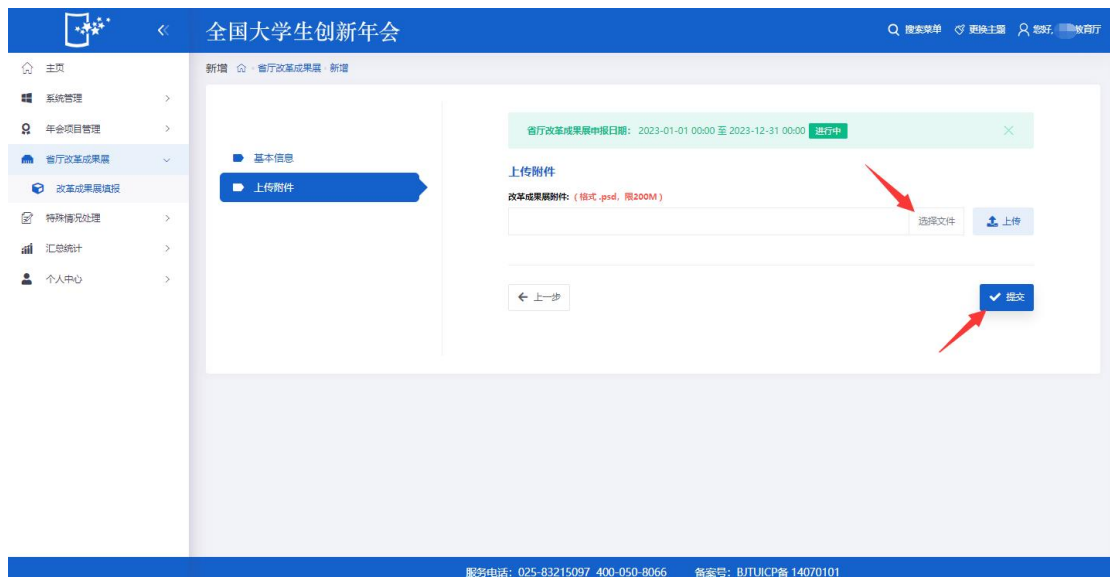 全国大学生创新年会
搜索菜单 更换主题 您好, 教育厅
主页
系统管理
年会项目管理
省厅改革成果展
改革成果展填报
特殊情况处理
汇总统计
个人中心
新增 省厅改革成果展 · 新增
基本信息
上传附件
省厅改革成果展申报日期: 2023-01-01 00:00 至 2023-12-31 00:00 进行中
上传附件
改革成果展附件: (格式 .psd, 限200M)
选择文件 上传
上一步 提交
服务电话: 025-83215097 400-050-8066 备案号: BJTUICP备 14070101